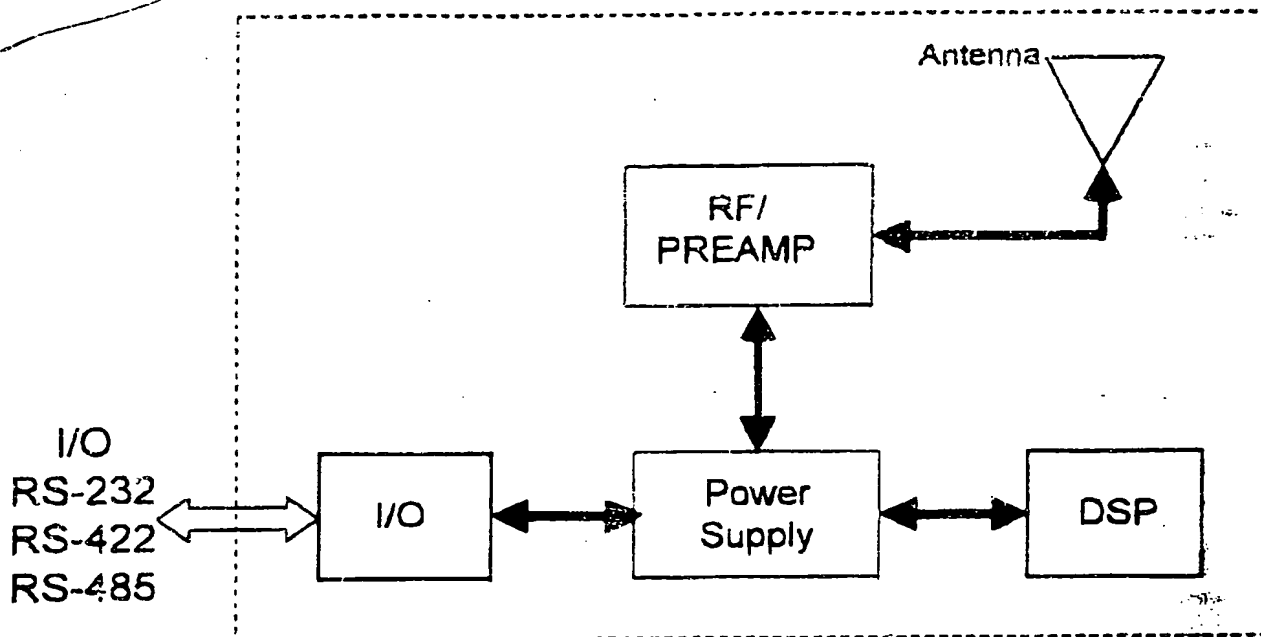 Antenna
RF/
PREAMP
I/O
RS-232
RS-422
RS-485
I/O
Power
Supply
DSP